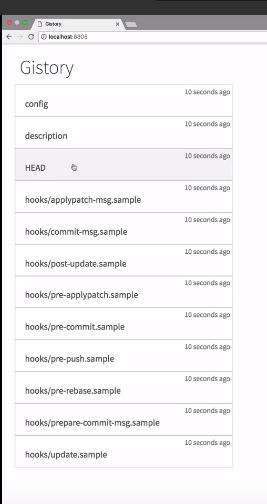 Gistory
localhost:8805
Gistory
10 seconds ago
config
10 seconds ago
description
10 seconds ago
HEAD
10 seconds ago
hooks/applypatch-msg.sample
10 seconds ago
hooks/commit-msg.sample
10 seconds ago
hooks/post-update.sample
10 seconds ago
hooks/pre-applypatch.sample
10 seconds ago
hooks/pre-commit.sample
10 seconds ago
hooks/pre-push.sample
10 seconds ago
hooks/pre-rebase.sample
10 seconds ago
hooks/prepare-commit-msg.sample
10 seconds ago
hooks/update.sample